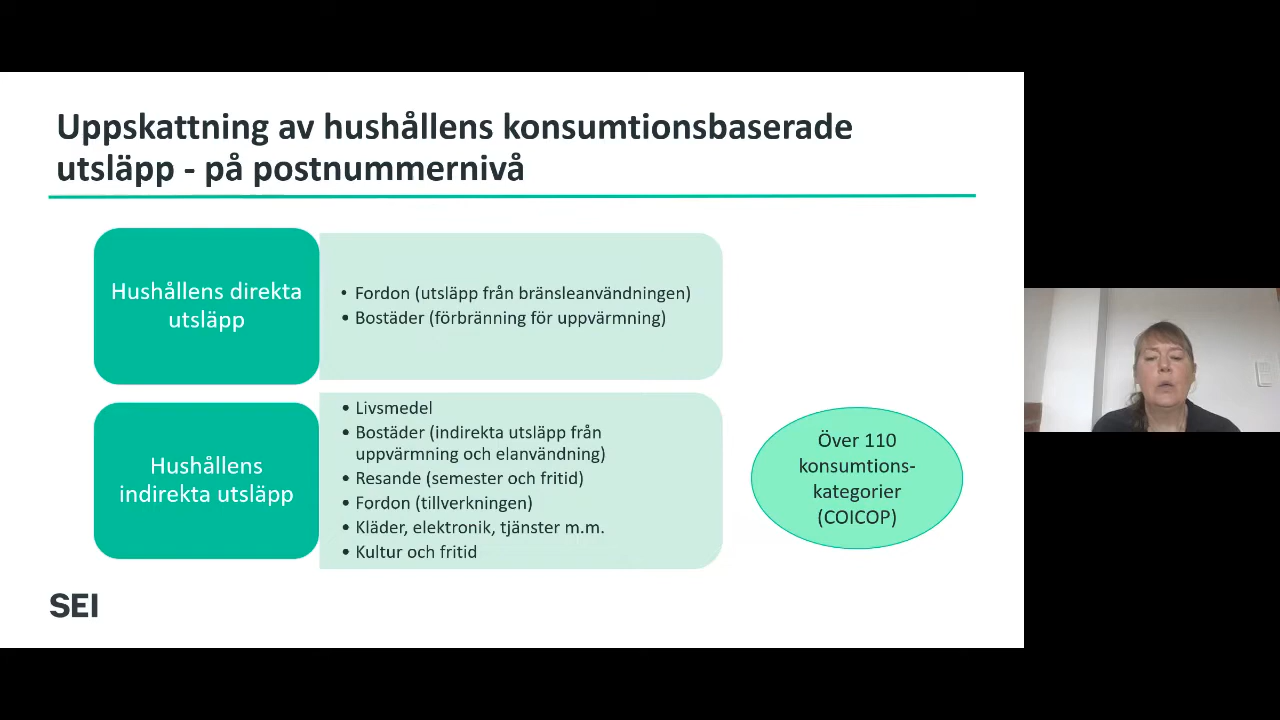 Uppskattning av hushållens konsumtionsbaserade
utsläpp - på postnummernivå
Hushållens direkta
utsläpp
• Fordon (utsläpp från bränsleanvändningen)
• Bostäder (förbränning för uppvärmning)
Hushållens
indirekta utsläpp
• Livsmedel
• Bostäder (indirekta utsläpp från
uppvärmning och elanvändning)
• Resande (semester och fritid)
• Fordon (tillverkningen)
• Kläder, elektronik, tjänster m.m.
• Kultur och fritid
Över 110
konsumtions-
kategorier
(COICOP)
SEI